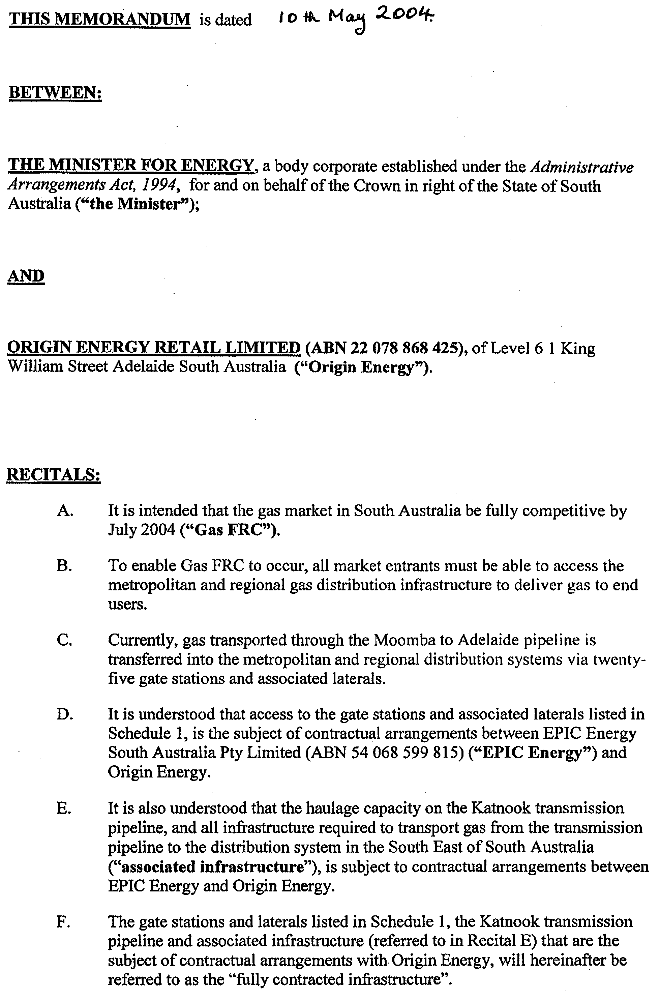 THIS MEMORANDUM is dated 10 th May 2004.
BETWEEN:
THE MINISTER FOR ENERGY, a body corporate established under the Administrative
Arrangements Act, 1994, for and on behalf of the Crown in right of the State of South
Australia (“the Minister”);
AND
ORIGIN ENERGY RETAIL LIMITED (ABN 22 078 868 425), of Level 6 1 King
William Street Adelaide South Australia (“Origin Energy”).
RECITALS:
A. It is intended that the gas market in South Australia be fully competitive by
July 2004 (“Gas FRC”).
B. To enable Gas FRC to occur, all market entrants must be able to access the
metropolitan and regional gas distribution infrastructure to deliver gas to end
users.
C. Currently, gas transported through the Moomba to Adelaide pipeline is
transferred into the metropolitan and regional distribution systems via twenty-
five gate stations and associated laterals.
D. It is understood that access to the gate stations and associated laterals listed in
Schedule 1, is the subject of contractual arrangements between EPIC Energy
South Australia Pty Limited (ABN 54 068 599 815) (“EPIC Energy”) and
Origin Energy.
E. It is also understood that the haulage capacity on the Katnook transmission
pipeline, and all infrastructure required to transport gas from the transmission
pipeline to the distribution system in the South East of South Australia
(“associated infrastructure”), is subject to contractual arrangements between
EPIC Energy and Origin Energy.
F. The gate stations and laterals listed in Schedule 1, the Katnook transmission
pipeline and associated infrastructure (referred to in Recital E) that are the
subject of contractual arrangements with Origin Energy, will hereinafter be
referred to as the “fully contracted infrastructure”.